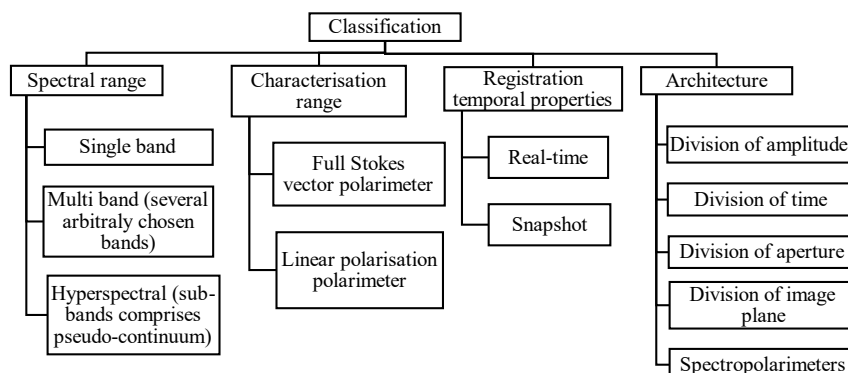 Classification
Spectral range
Single band
Multi band (several
arbitraly chosen
bands)
Hyperspectral (sub-
bands comprises
pseudo-continuum)
Characterisation
range
Full Stokes
vector polarimeter
Linear polarisation
polarimeter
Registration
temporal properties
Real-time
Snapshot
Architecture
Division of amplitude
Division of time
Division of aperture
Division of image
plane
Spectropolarimeters